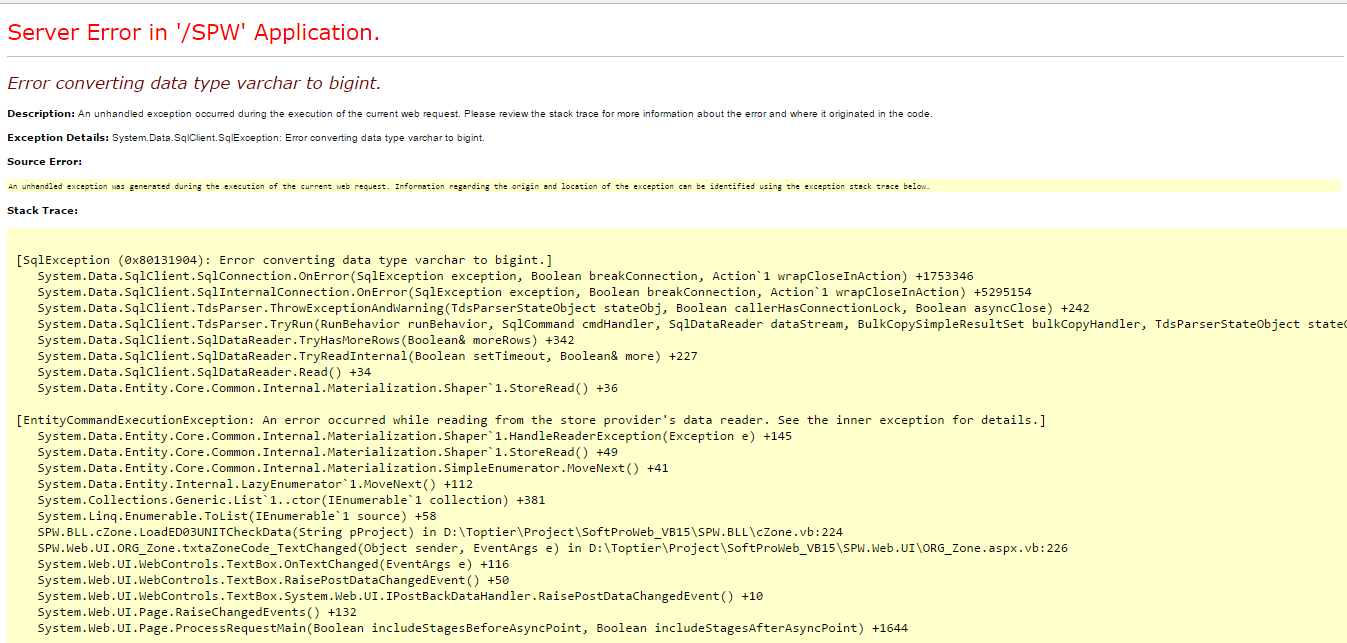 Server Error in '/SPW' Application.
Error converting data type varchar to bigint.
Description: An unhandled exception occurred during the execution of the current web request. Please review the stack trace for more information about the error and where it originated in the code.
Exception Details: System.Data.SqlClient.SqlException: Error converting data type varchar to bigint.
Source Error:
An unhandled exception was generated during the execution of the current web request. Information regarding the origin and location of the exception can be identified using the exception stack trace below.
Stack Trace:
[SqlException (0x80131904): Error converting data type varchar to bigint.]
System.Data.SqlClient.SqlConnection.OnError(SqlException exception, Boolean breakConnection, Action`1 wrapCloseInAction) +1753346
System.Data.SqlClient.SqlInternalConnection.OnError(SqlException exception, Boolean breakConnection, Action`1 wrapCloseInAction) +5295154
System.Data.SqlClient.TdsParser.ThrowExceptionAndWarning(TdsParserStateObject stateObj, Boolean callerHasConnectionLock, Boolean asyncClose) +242
System.Data.SqlClient.TdsParser.TryRun(RunBehavior runBehavior, SqlCommand cmdHandler, SqlDataReader dataStream, BulkCopySimpleResultSet bulkCopyHandler, TdsParserStateObject state
System.Data.SqlClient.SqlDataReader.TryHasMoreRows(Boolean& moreRows) +342
System.Data.SqlClient.SqlDataReader.TryReadInternal(Boolean setTimeout, Boolean& more) +227
System.Data.SqlClient.SqlDataReader.Read() +34
System.Data.Entity.Core.Common.Internal.Materialization.Shaper`1.StoreRead() +36
[EntityCommandExecutionException: An error occurred while reading from the store provider's data reader. See the inner exception for details.]
System.Data.Entity.Core.Common.Internal.Materialization.Shaper`1.HandleReaderException(Exception e) +145
System.Data.Entity.Core.Common.Internal.Materialization.Shaper`1.StoreRead() +49
System.Data.Entity.Core.Common.Internal.Materialization.SimpleEnumerator.MoveNext() +41
System.Data.Entity.Internal.LazyEnumerator`1.MoveNext() +112
System.Collections.Generic.List`1..ctor(IEnumerable`1 collection) +381
System.Linq.Enumerable.ToList(IEnumerable`1 source) +58
SPW.BLL.cZone.LoadED03UNITCheckData(String pProject) in D:\Toptier\Project\SoftProWeb_VB15\SPW.BLL\cZone.vb:224
SPW.Web.UI.ORG_Zone.txtaZoneCode_TextChanged(Object sender, EventArgs e) in D:\Toptier\Project\SoftProWeb_VB15\SPW.Web.UI\ORG_Zone.aspx.vb:226
System.Web.UI.WebControls.TextBox.OnTextChanged(EventArgs e) +116
System.Web.UI.WebControls.TextBox.RaisePostDataChangedEvent() +50
System.Web.UI.WebControls.TextBox.System.Web.UI.IPostBackDataHandler.RaisePostDataChangedEvent() +10
System.Web.UI.Page.RaiseChangedEvents() +132
System.Web.UI.Page.ProcessRequestMain(Boolean includeStagesBeforeAsyncPoint, Boolean includeStagesAfterAsyncPoint) +1644